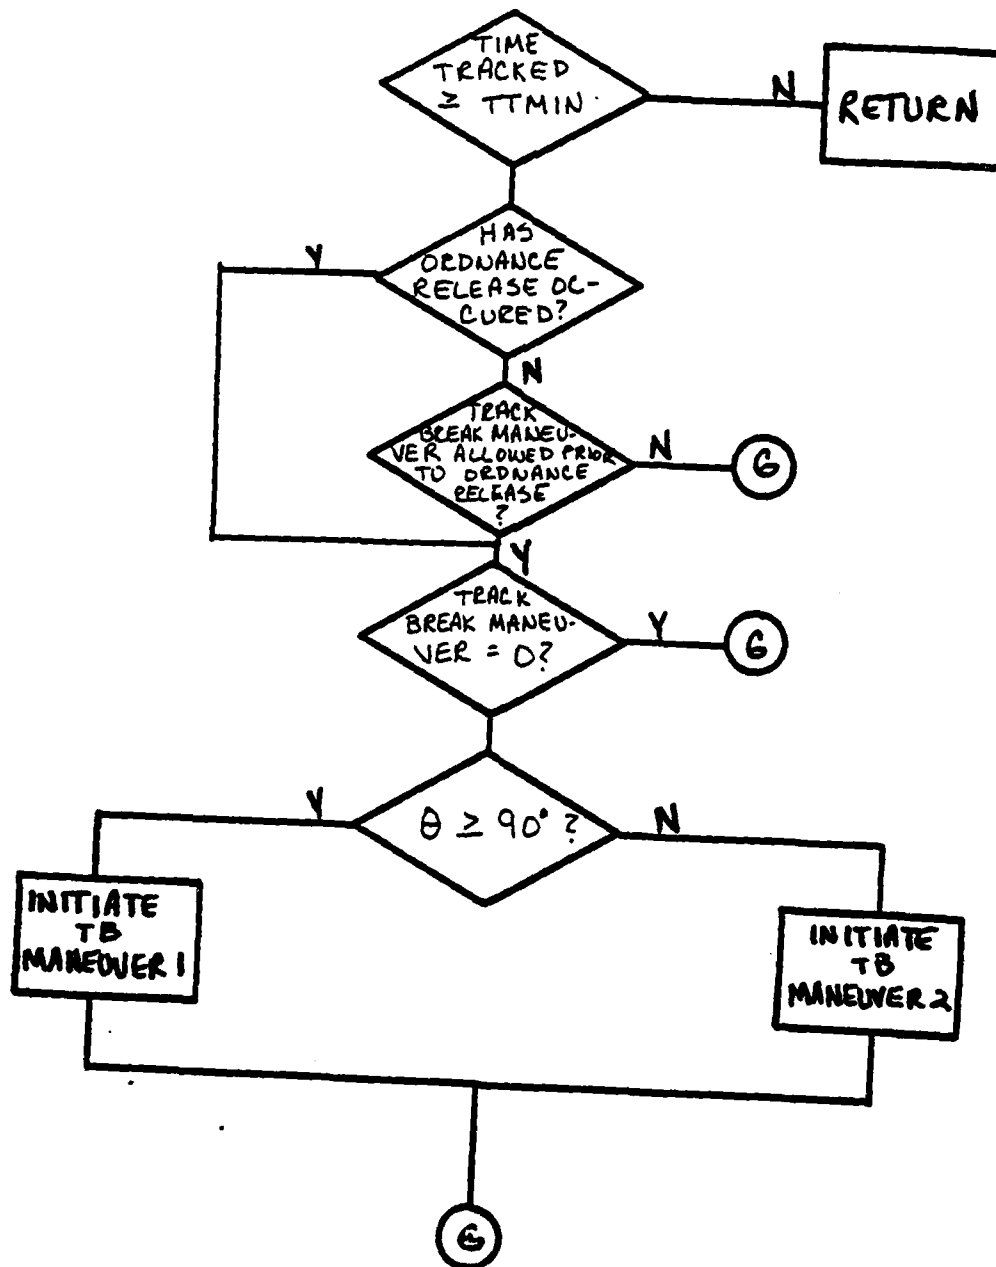 TIME
TRACKED
≥ TTMIN
N
RETURN
HAS
ORDNANCE
RELEASE OC-
CURED?
Y
N
TRACK
BREAK MANEU-
VER ALLOWED PRIOR
TO ORDNANCE
RELEASE
?
N
G
Y
TRACK
BREAK MANEU-
VER = 0?
Y
G
θ ≥ 90° ?
Y
N
INITIATE
TB
MANEUVER 1
INITIATE
TB
MANEUVER 2
G